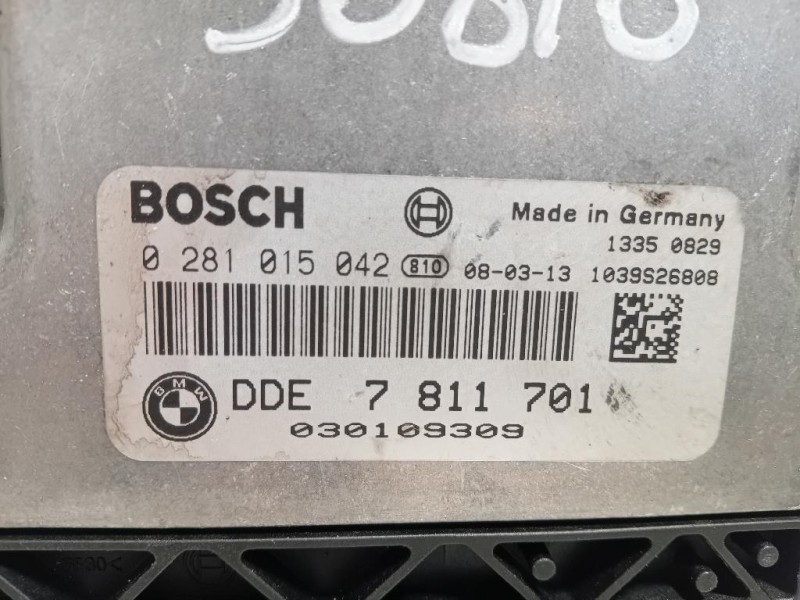 BOSCH
Made in Germany
1335 0829
0 281 015 042 810 08-03-13 1039S26808
BMW
DDE 7 811 701
030109309